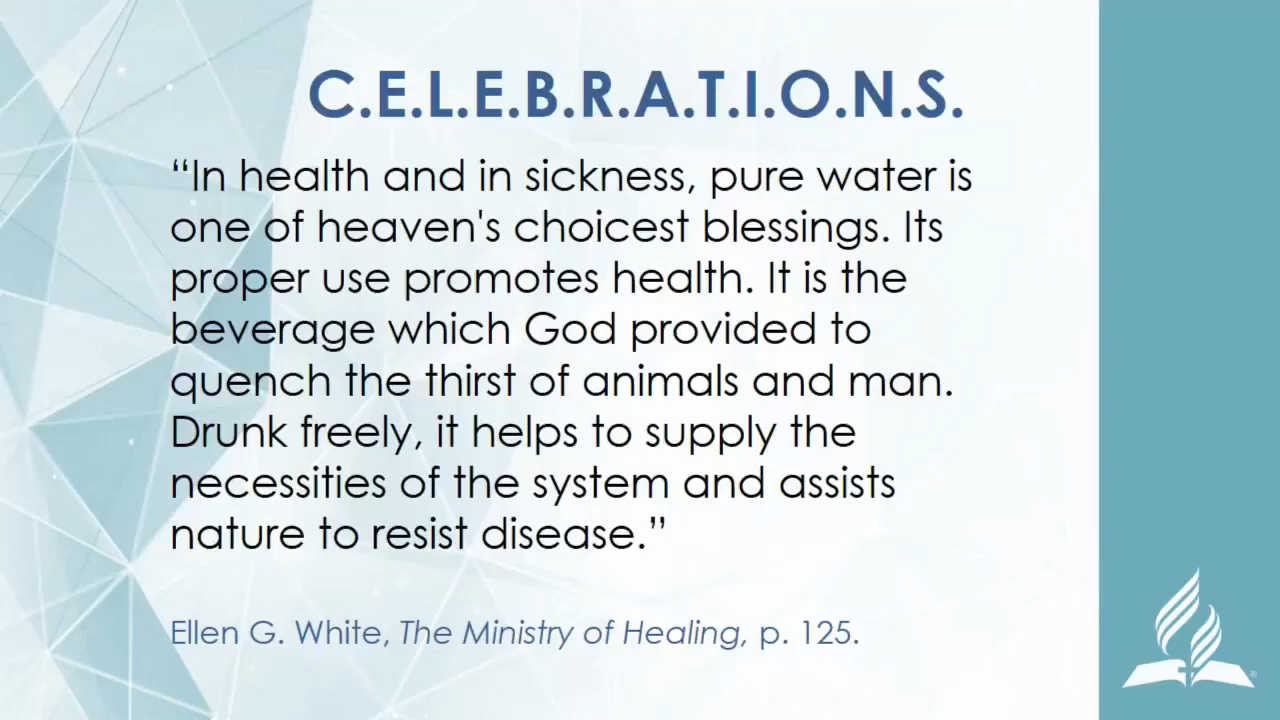 C.E.L.E.B.R.A.T.I.O.N.S.
“In health and in sickness, pure water is
one of heaven's choicest blessings. Its
proper use promotes health. It is the
beverage which God provided to
quench the thirst of animals and man.
Drunk freely, it helps to supply the
necessities of the system and assists
nature to resist disease.”
Ellen G. White, The Ministry of Healing, p. 125.
®